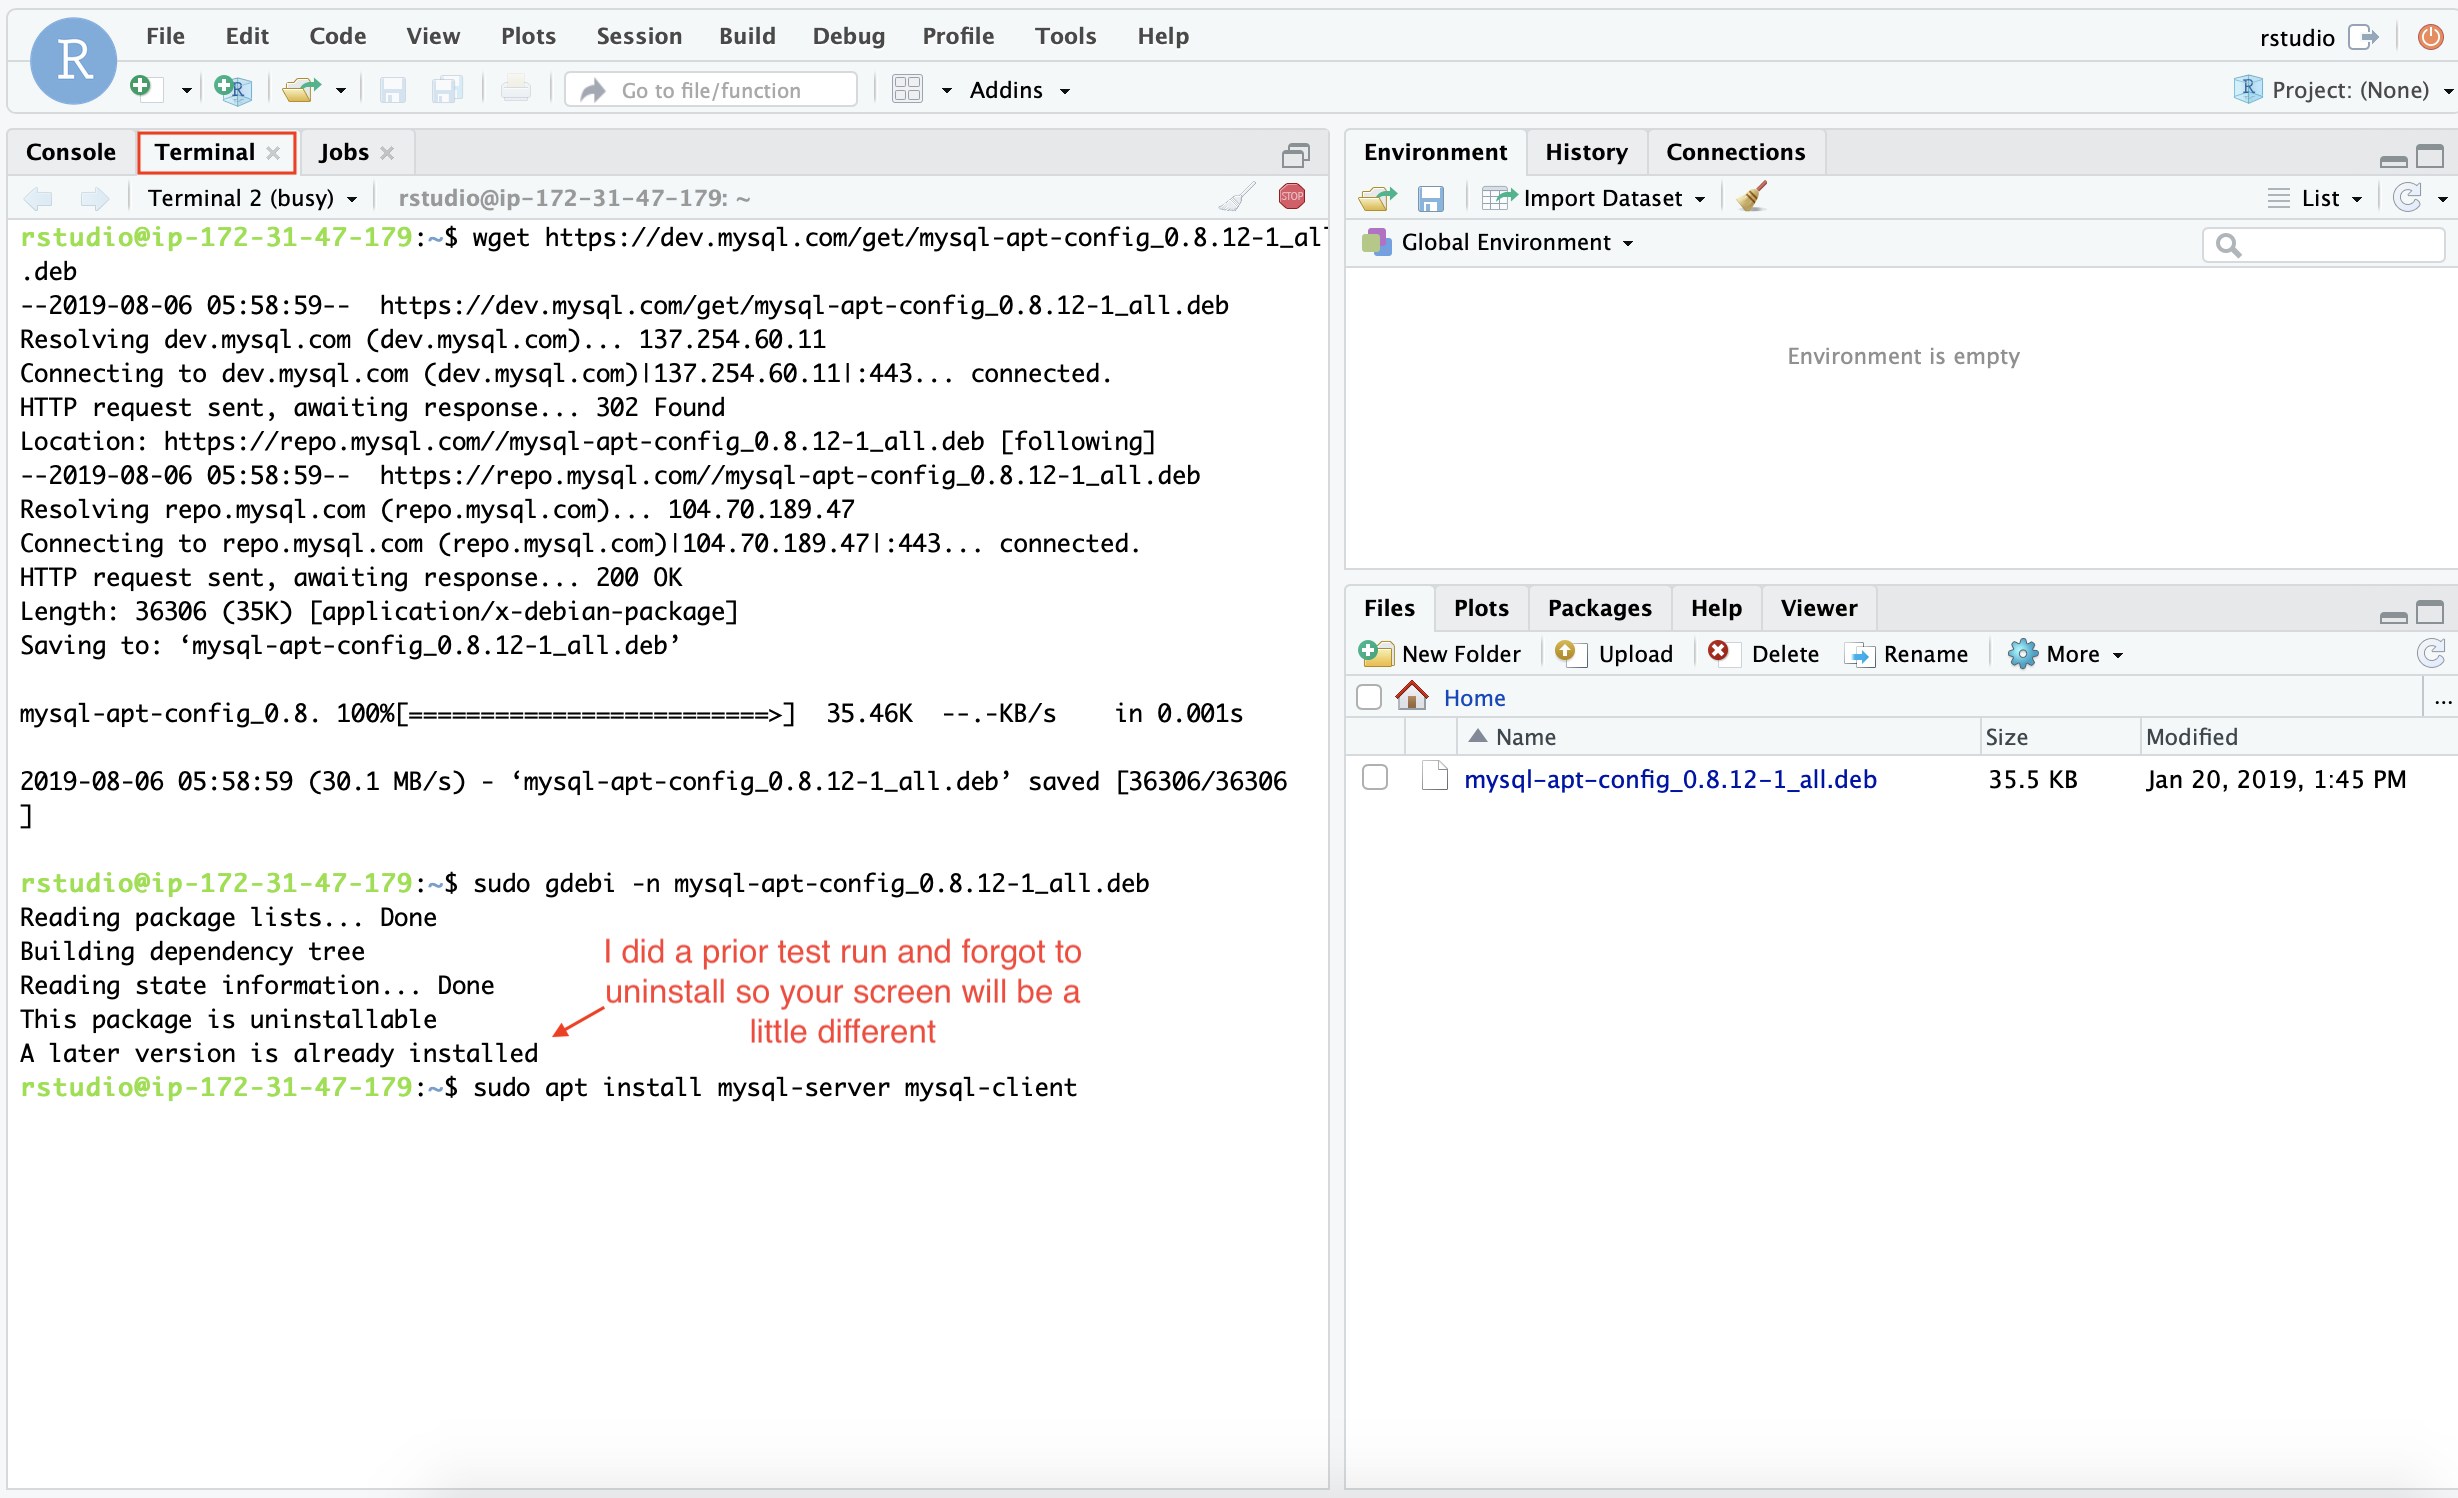 R
File Edit Code View Plots Session Build Debug Profile Tools Help
rstudio
Go to file/function
Addins
Project: (None)
Console Terminal Jobs
Terminal 2 (busy) rstudio@ip-172-31-47-179: ~
STOP
rstudio@ip-172-31-47-179:~$ wget https://dev.mysql.com/get/mysql-apt-config_0.8.12-1_all
.deb
--2019-08-06 05:58:59--  https://dev.mysql.com/get/mysql-apt-config_0.8.12-1_all.deb
Resolving dev.mysql.com (dev.mysql.com)... 137.254.60.11
Connecting to dev.mysql.com (dev.mysql.com)|137.254.60.11|:443... connected.
HTTP request sent, awaiting response... 302 Found
Location: https://repo.mysql.com//mysql-apt-config_0.8.12-1_all.deb [following]
--2019-08-06 05:58:59--  https://repo.mysql.com//mysql-apt-config_0.8.12-1_all.deb
Resolving repo.mysql.com (repo.mysql.com)... 104.70.189.47
Connecting to repo.mysql.com (repo.mysql.com)|104.70.189.47|:443... connected.
HTTP request sent, awaiting response... 200 OK
Length: 36306 (35K) [application/x-debian-package]
Saving to: ‘mysql-apt-config_0.8.12-1_all.deb’
mysql-apt-config_0.8. 100%[=========================>]  35.46K  --.-KB/s    in 0.001s
2019-08-06 05:58:59 (30.1 MB/s) - ‘mysql-apt-config_0.8.12-1_all.deb’ saved [36306/36306
]
rstudio@ip-172-31-47-179:~$ sudo gdebi -n mysql-apt-config_0.8.12-1_all.deb
Reading package lists... Done
Building dependency tree
Reading state information... Done
This package is uninstallable
A later version is already installed
rstudio@ip-172-31-47-179:~$ sudo apt install mysql-server mysql-client
I did a prior test run and forgot to
uninstall so your screen will be a
little different
Environment History Connections
Import Dataset
List
Global Environment
Environment is empty
Files Plots Packages Help Viewer
New Folder Upload Delete Rename More
Home
...
Name Size Modified
mysql-apt-config_0.8.12-1_all.deb 35.5 KB Jan 20, 2019, 1:45 PM